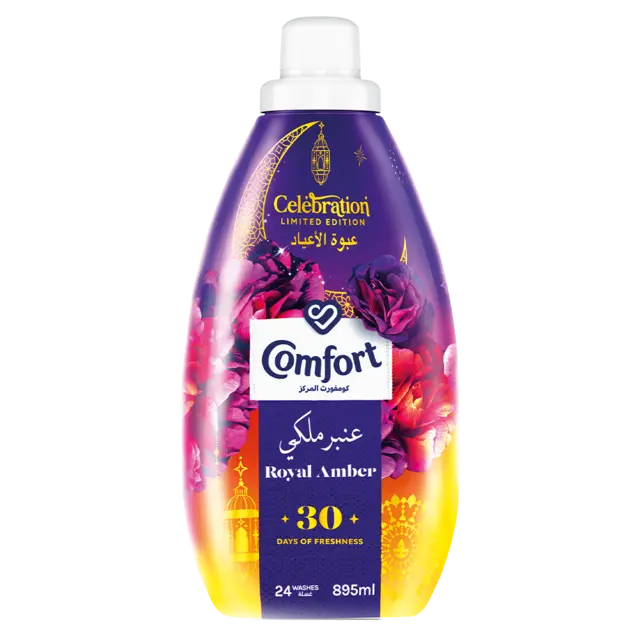 Celebration
LIMITED EDITION
عبوة الأعياد
Comfort
كومفورت المركز
عنبر ملكي
Royal Amber
30
DAYS OF FRESHNESS
24 WASHES
غسلة
895ml